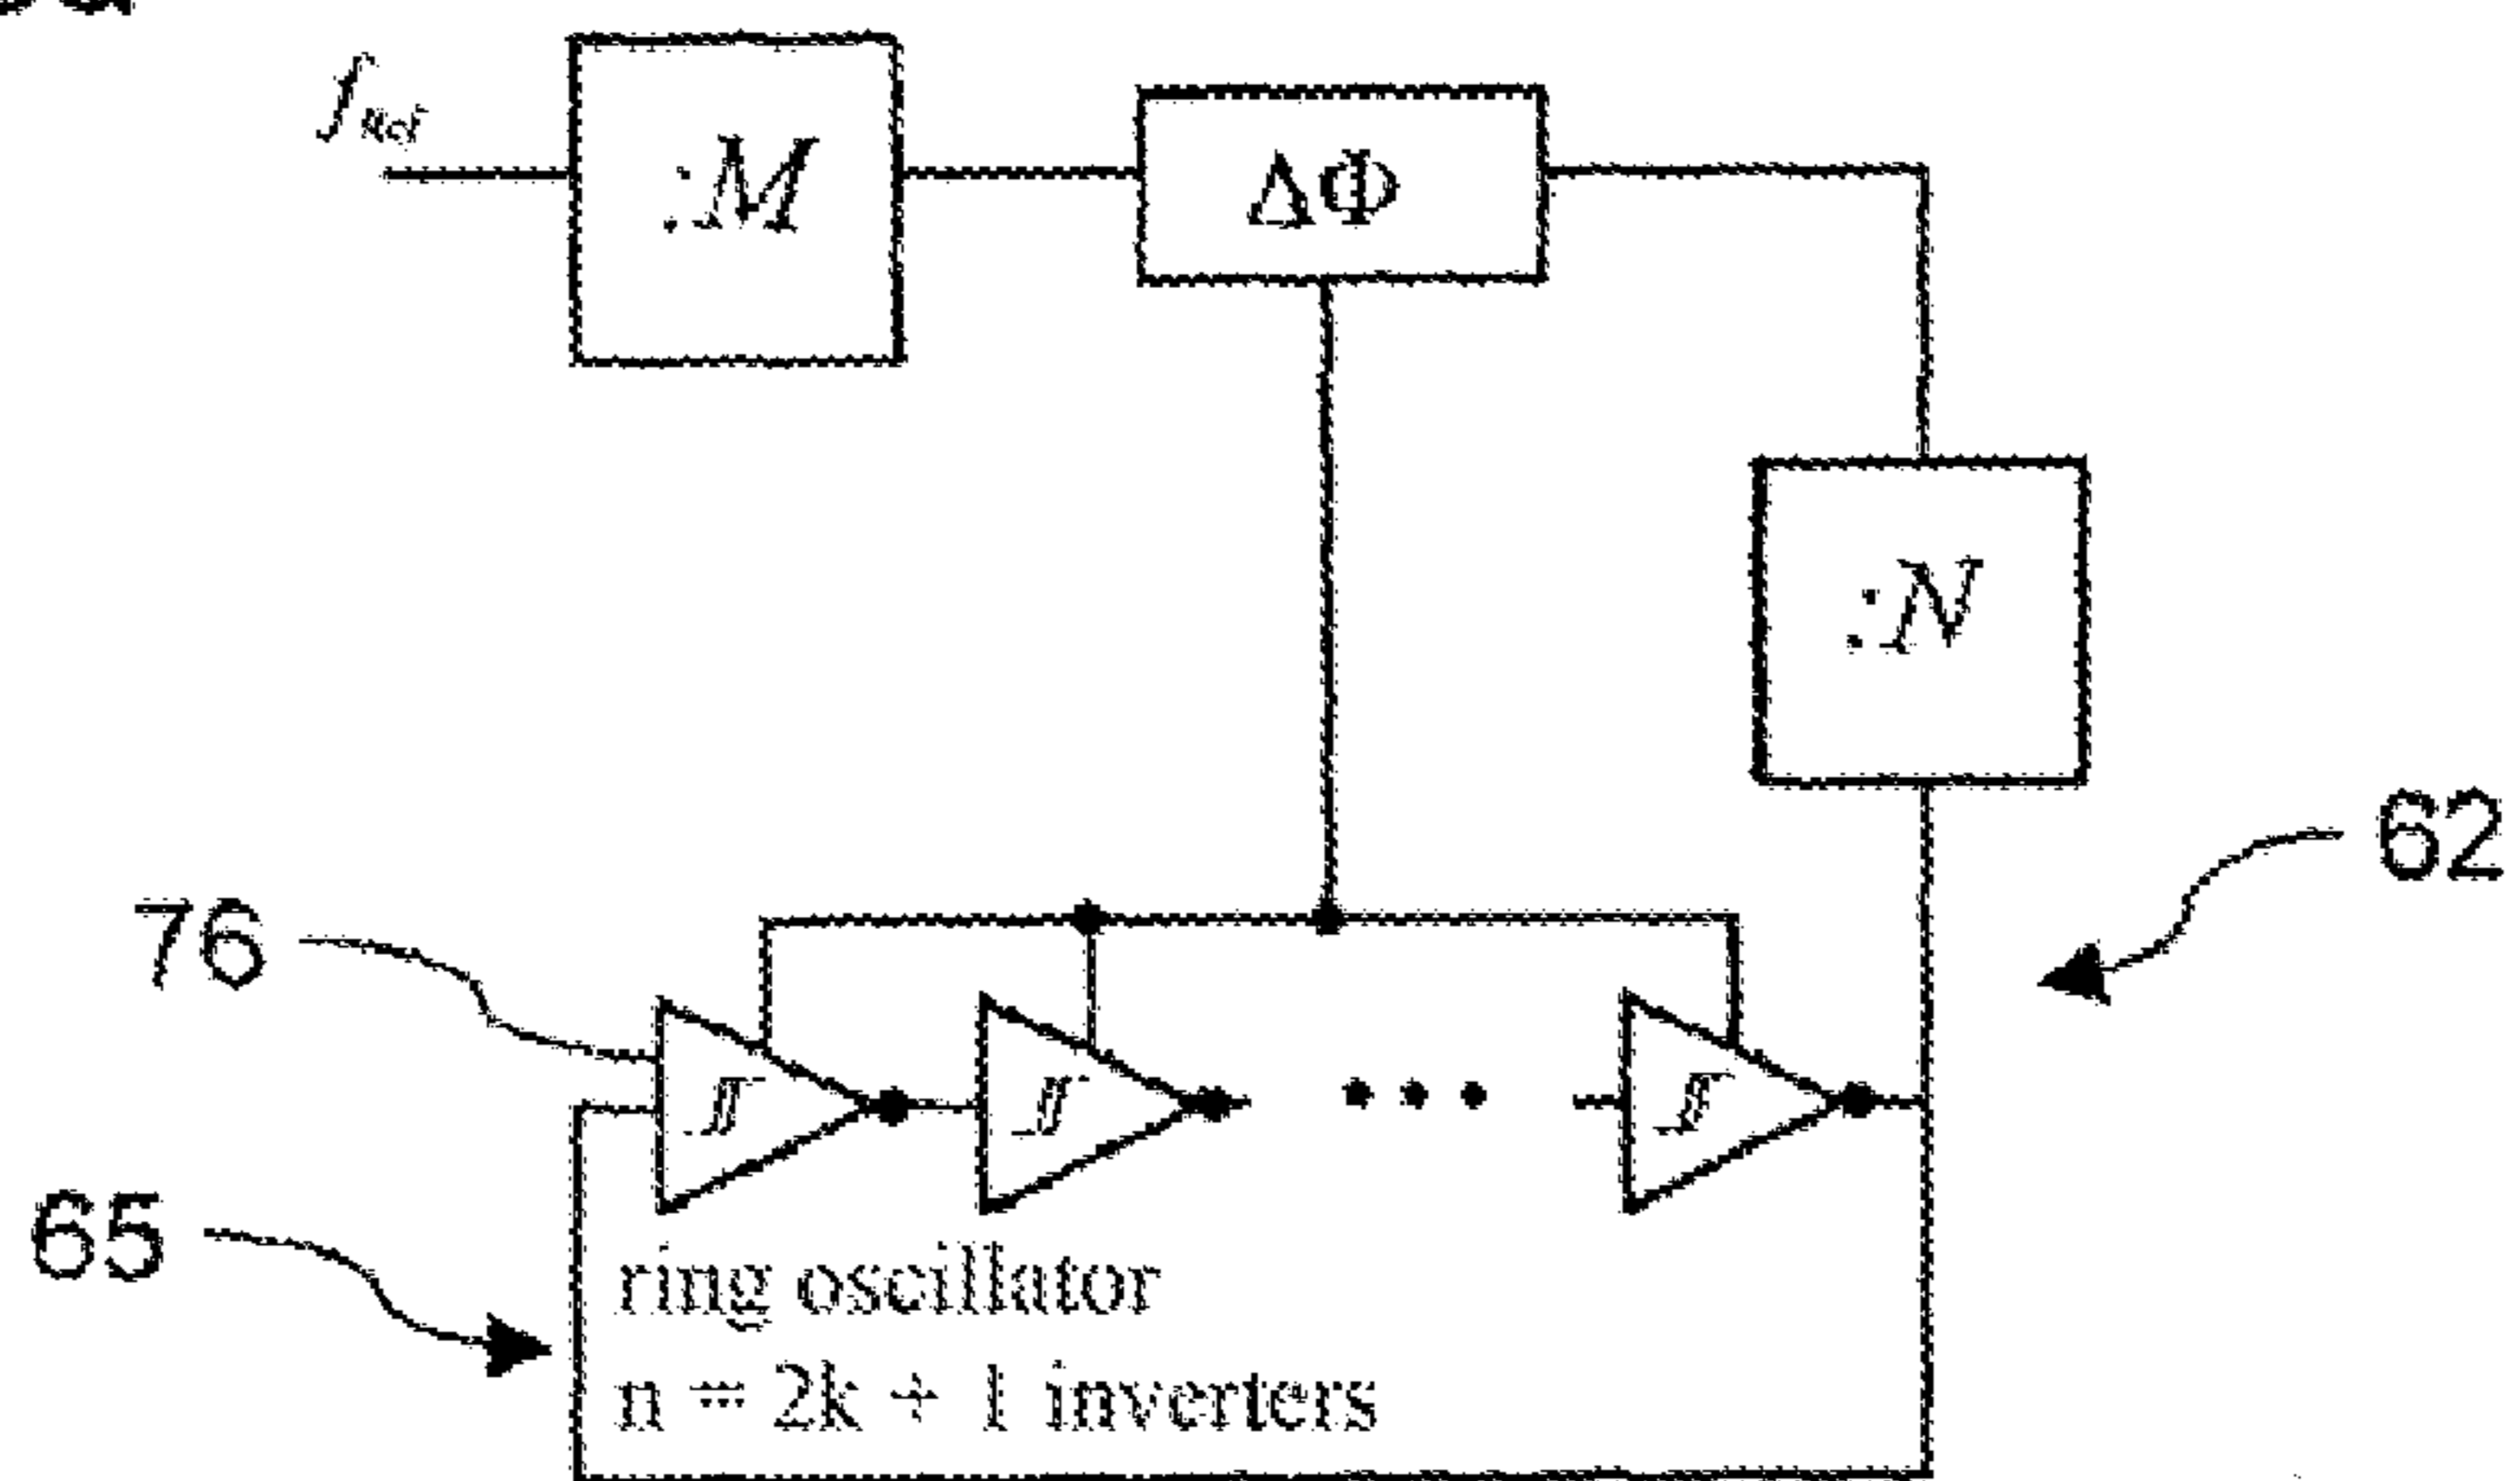 f_Ref
:M
ΔΦ
:N
62
76
65
ring oscillator
n = 2k + 1 inverters